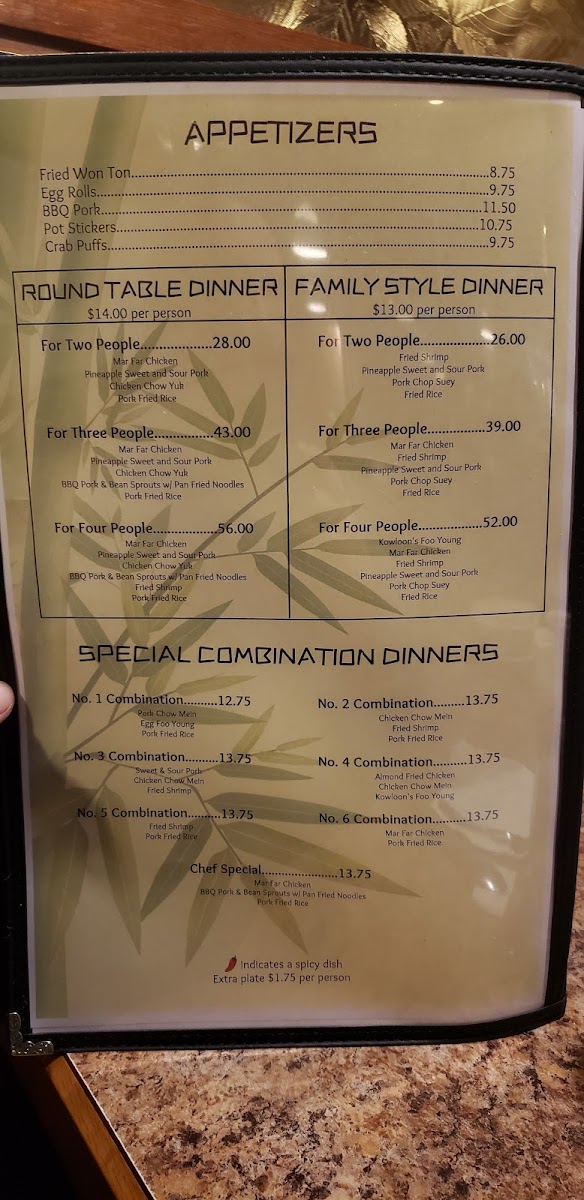 APPETIZERS
Fried Won Ton..........8.75
Egg Rolls..........9.75
BBQ Pork..........11.50
Pot Stickers..........10.75
Crab Puffs..........9.75
ROUND TABLE DINNER
$14.00 per person
For Two People..........28.00
Mar Far Chicken
Pineapple Sweet and Sour Pork
Chicken Chow Yuk
Pork Fried Rice
For Three People..........43.00
Mar Far Chicken
Pineapple Sweet and Sour Pork
Chicken Chow Yuk
BBQ Pork & Bean Sprouts w/ Pan Fried Noodles
Pork Fried Rice
For Four People..........56.00
Mar Far Chicken
Pineapple Sweet and Sour Pork
Chicken Chow Yuk
BBQ Pork & Bean Sprouts w/ Pan Fried Noodles
Fried Shrimp
Pork Fried Rice
FAMILY STYLE DINNER
$13.00 per person
For Two People..........26.00
Fried Shrimp
Pineapple Sweet and Sour Pork
Pork Chop Suey
Fried Rice
For Three People..........39.00
Mar Far Chicken
Fried Shrimp
Pineapple Sweet and Sour Pork
Pork Chop Suey
Fried Rice
For Four People..........52.00
Kowloon's Foo Young
Mar Far Chicken
Fried Shrimp
Pineapple Sweet and Sour Pork
Pork Chop Suey
Fried Rice
SPECIAL COMBINATION DINNERS
No. 1 Combination..........12.75
Pork Chow Mein
Egg Foo Young
Pork Fried Rice
No. 2 Combination.........13.75
Chicken Chow Mein
Fried Shrimp
Pork Fried Rice
No. 3 Combination..........13.75
Sweet & Sour Pork
Chicken Chow Mein
Fried Shrimp
No. 4 Combination..........13.75
Almond Fried Chicken
Chicken Chow Mein
Kowloon's Foo Young
No. 5 Combination..........13.75
Fried Shrimp
Pork Fried Rice
No. 6 Combination..........13.75
Mar Far Chicken
Pork Fried Rice
Chef Special..........13.75
Mar Far Chicken
BBQ Pork & Bean Sprouts w/ Pan Fried Noodles
Pork Fried Rice
Indicates a spicy dish
Extra plate $1.75 per person